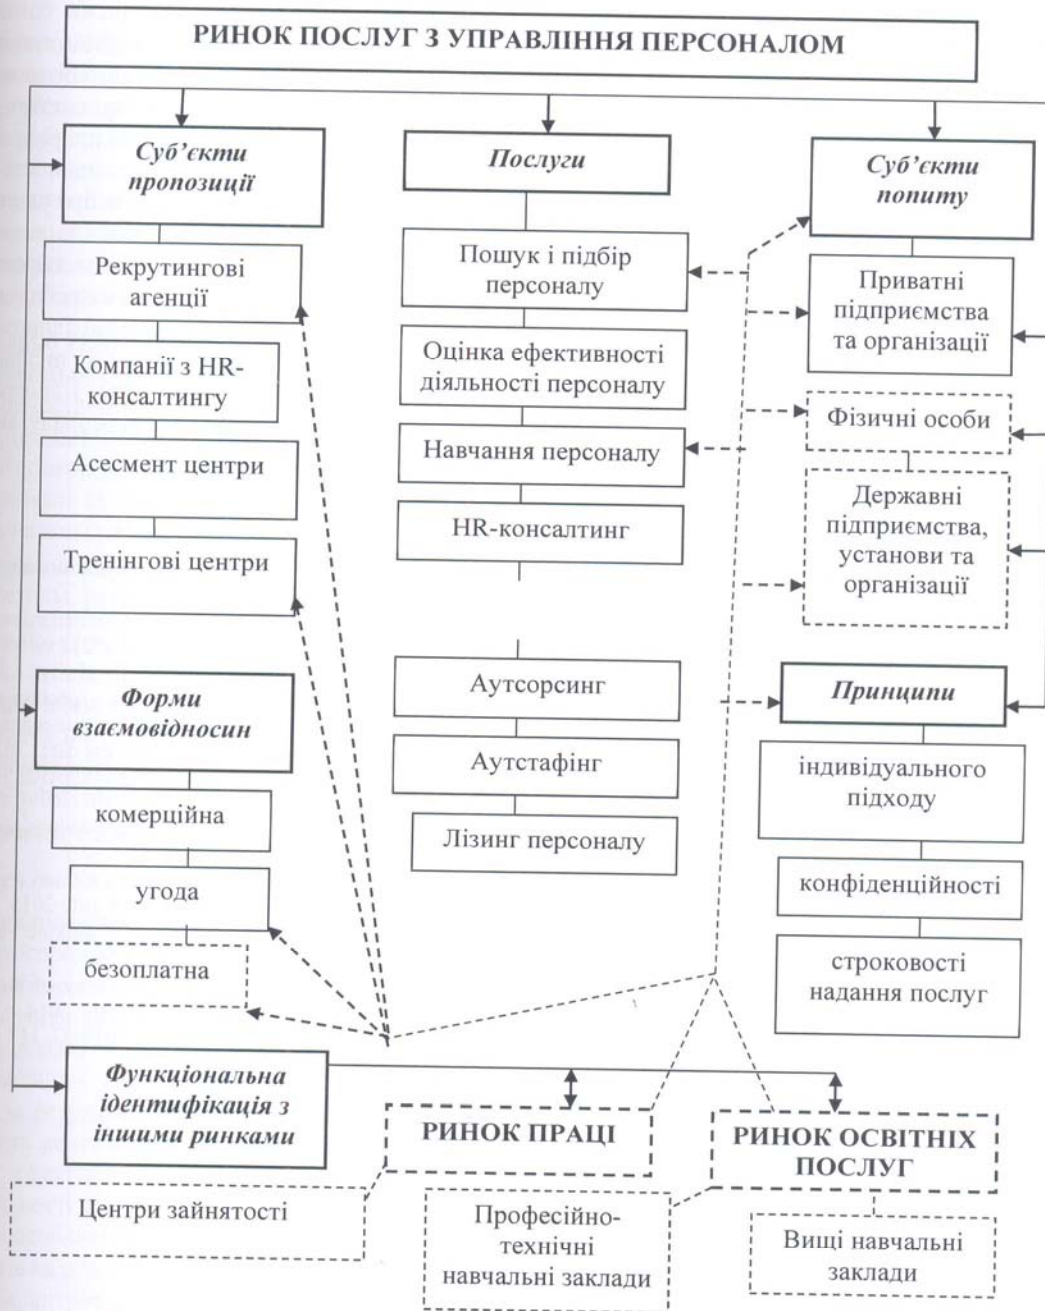 РИНОК ПОСЛУГ З УПРАВЛІННЯ ПЕРСОНАЛОМ
Суб’єкти
пропозиції
Рекрутингові
агенції
Компанії з HR-
консалтингу
Асесмент центри
Тренінгові центри
Форми
взаємовідносин
комерційна
угода
безоплатна
Функціональна
ідентифікація з
іншими ринками
Послуги
Пошук і підбір
персоналу
Оцінка ефективності
діяльності персоналу
Навчання персоналу
HR-консалтинг
Аутсорсинг
Аутстафінг
Лізинг персоналу
Суб’єкти
попиту
Приватні
підприємства
та організації
Фізичні особи
Державні
підприємства,
установи та
організації
Принципи
індивідуального
підходу
конфіденційності
строковості
надання послуг
РИНОК ПРАЦІ
РИНОК ОСВІТНІХ
ПОСЛУГ
Центри зайнятості
Професійно-
технічні
навчальні заклади
Вищі навчальні
заклади